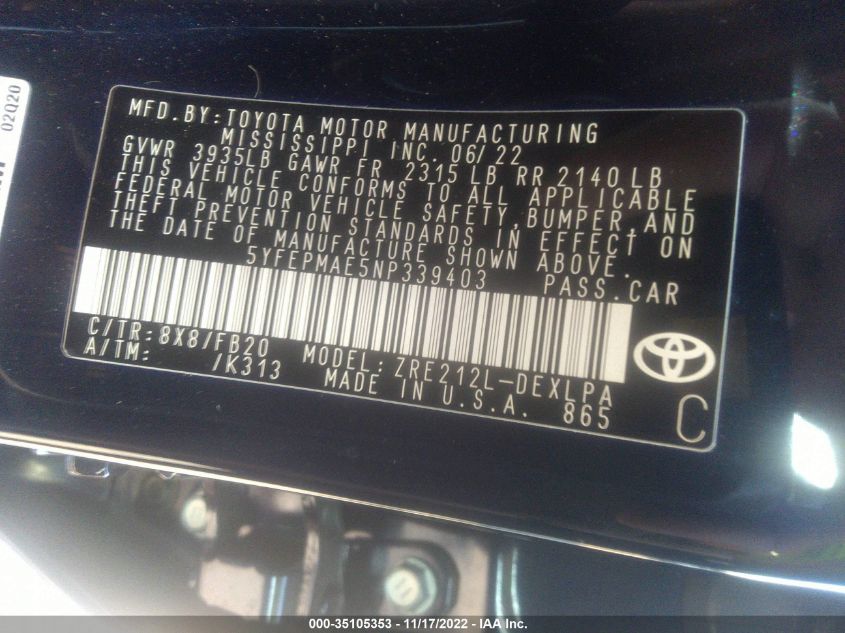 02Q20
MFD.BY:TOYOTA MOTOR MANUFACTURING
MISSISSIPPI INC. 06/22
GVWR 3935LB GAWR FR 2315 LB RR 2140 LB
THIS VEHICLE CONFORMS TO ALL APPLICABLE
FEDERAL MOTOR VEHICLE SAFETY,BUMPER,AND
THEFT PREVENTION STANDARDS IN EFFECT ON
THE DATE OF MANUFACTURE SHOWN ABOVE.
5YFEPMAE5NP339403 PASS.CAR
C/TR:8X8/FB20 MODEL:ZRE212L-DEXLPA
A/TM: /K313 MADE IN U.S.A. 865
C
000-35105353 — 11/17/2022 — IAA Inc.